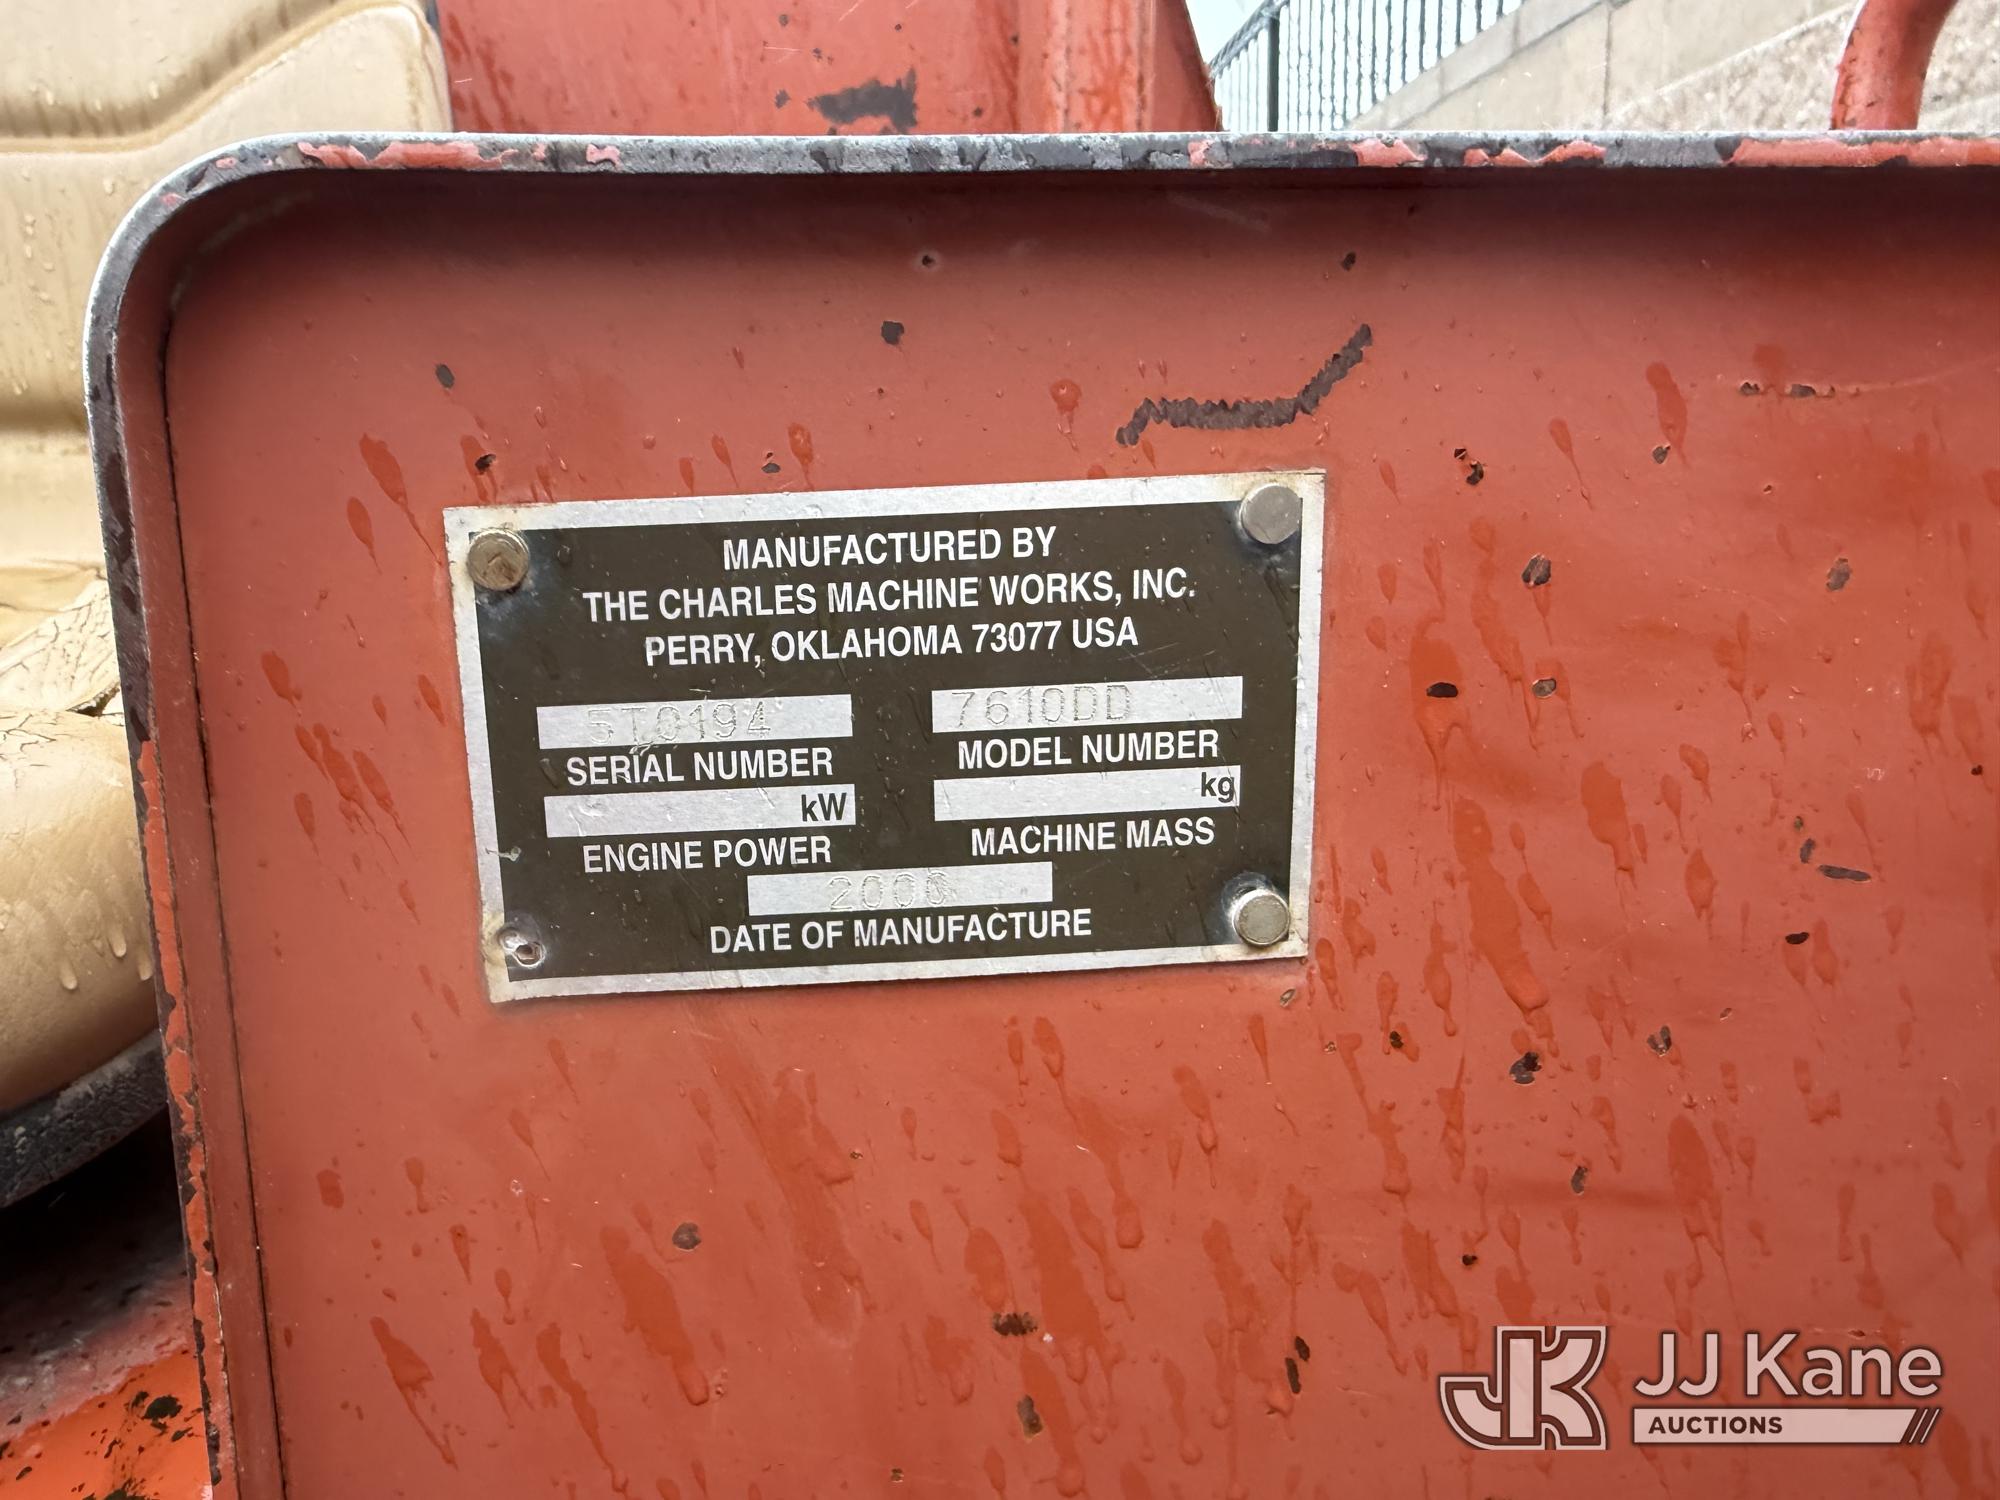 MANUFACTURED BY
THE CHARLES MACHINE WORKS, INC.
PERRY, OKLAHOMA 73077 USA
5T0194 7610DD
SERIAL NUMBER MODEL NUMBER
kW kg
ENGINE POWER MACHINE MASS
2000
DATE OF MANUFACTURE
JK JJ Kane
AUCTIONS